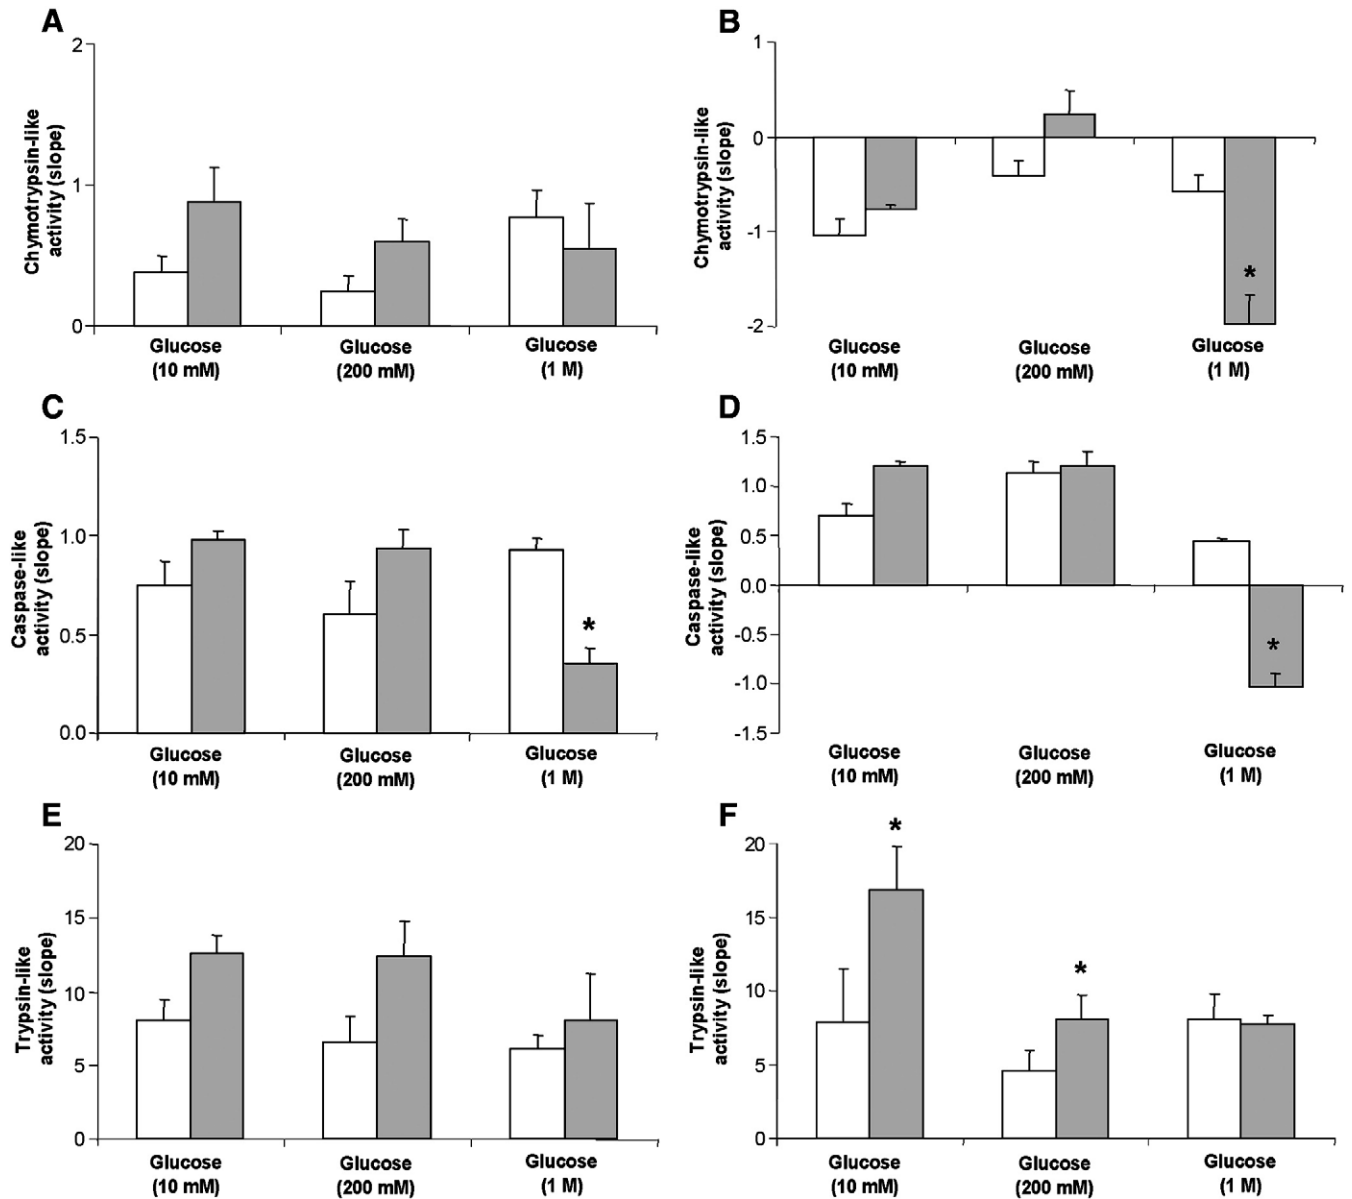 A
2
1
0
Chymotrypsin-like
activity (slope)
Glucose
(10 mM)
Glucose
(200 mM)
Glucose
(1 M)
B
1
0
-1
-2
Chymotrypsin-like
activity (slope)
*
Glucose
(10 mM)
Glucose
(200 mM)
Glucose
(1 M)
C
1.5
1.0
0.5
0.0
Caspase-like
activity (slope)
*
Glucose
(10 mM)
Glucose
(200 mM)
Glucose
(1 M)
D
1.5
1.0
0.5
0.0
-0.5
-1.0
-1.5
Caspase-like
activity (slope)
*
Glucose
(10 mM)
Glucose
(200 mM)
Glucose
(1 M)
E
20
15
10
5
0
Trypsin-like
activity (slope)
Glucose
(10 mM)
Glucose
(200 mM)
Glucose
(1 M)
F
20
15
10
5
0
Trypsin-like
activity (slope)
*
*
Glucose
(10 mM)
Glucose
(200 mM)
Glucose
(1 M)